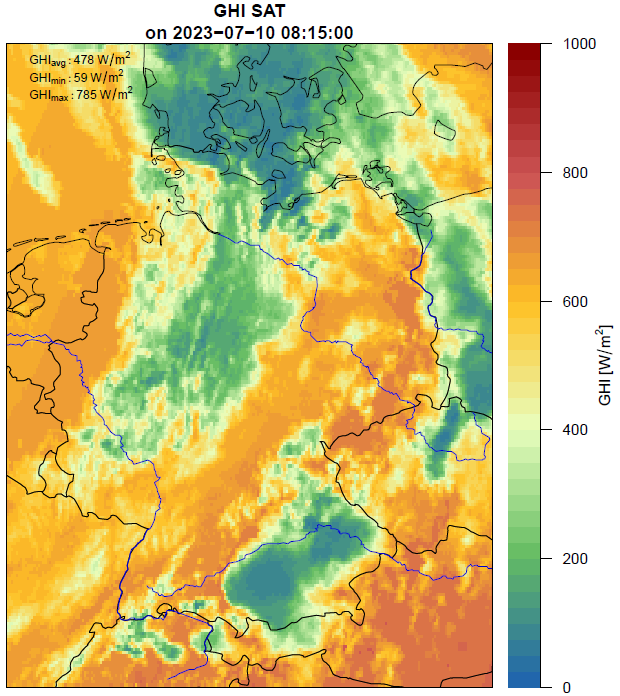 GHI SAT
on 2023−07−10 08:15:00
GHIavg : 478 W/m2
GHImin : 59 W/m2
GHImax : 785 W/m2
1000
800
600
400
200
0
GHI [W/m2]